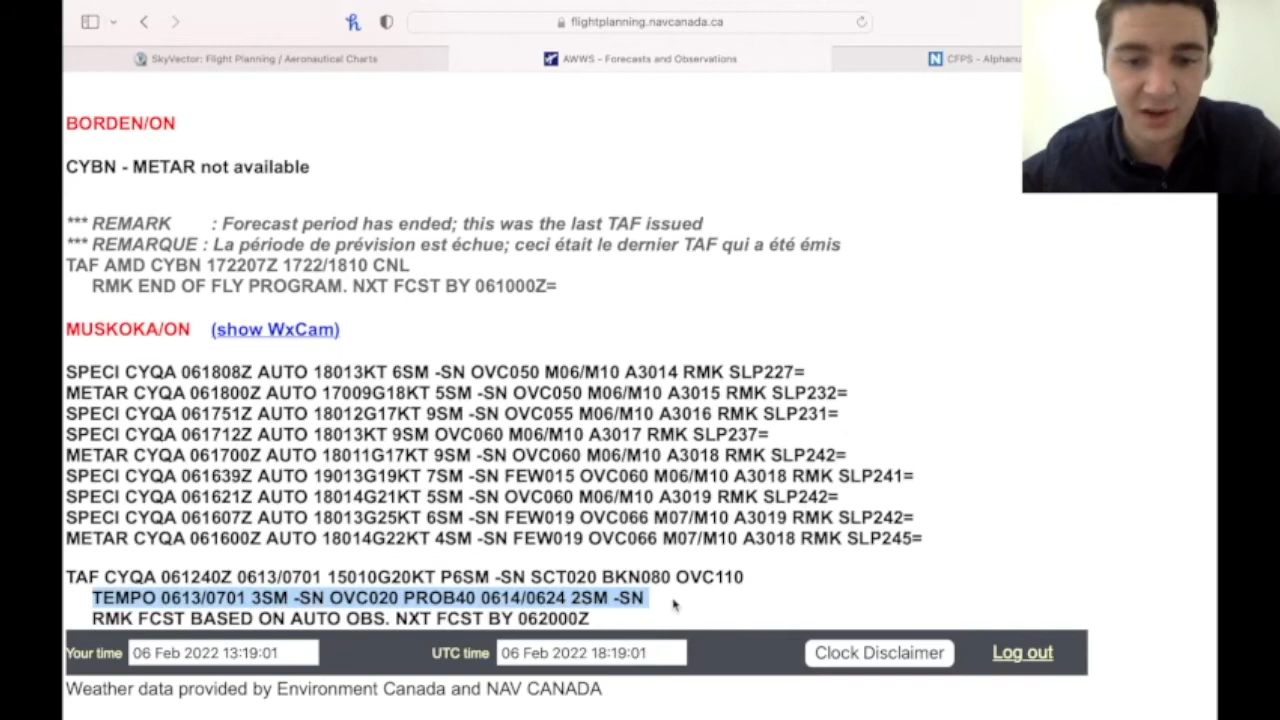 flightplanning.navcanada.ca
SkyVector: Flight Planning / Aeronautical Charts
AWWS - Forecasts and Observations
CFPS - Alphanu
BORDEN/ON
CYBN - METAR not available
*** REMARK : Forecast period has ended; this was the last TAF issued
*** REMARQUE : La période de prévision est échue; ceci était le dernier TAF qui a été émis
TAF AMD CYBN 172207Z 1722/1810 CNL
RMK END OF FLY PROGRAM. NXT FCST BY 061000Z=
MUSKOKA/ON (show WxCam)
SPECI CYQA 061808Z AUTO 18013KT 6SM -SN OVC050 M06/M10 A3014 RMK SLP227=
METAR CYQA 061800Z AUTO 17009G18KT 5SM -SN OVC050 M06/M10 A3015 RMK SLP232=
SPECI CYQA 061751Z AUTO 18012G17KT 9SM -SN OVC055 M06/M10 A3016 RMK SLP231=
SPECI CYQA 061712Z AUTO 18013KT 9SM OVC060 M06/M10 A3017 RMK SLP237=
METAR CYQA 061700Z AUTO 18011G17KT 9SM -SN OVC060 M06/M10 A3018 RMK SLP242=
SPECI CYQA 061639Z AUTO 19013G19KT 7SM -SN FEW015 OVC060 M06/M10 A3018 RMK SLP241=
SPECI CYQA 061621Z AUTO 18014G21KT 5SM -SN OVC060 M06/M10 A3019 RMK SLP242=
SPECI CYQA 061607Z AUTO 18013G25KT 6SM -SN FEW019 OVC066 M07/M10 A3019 RMK SLP242=
METAR CYQA 061600Z AUTO 18014G22KT 4SM -SN FEW019 OVC066 M07/M10 A3018 RMK SLP245=
TAF CYQA 061240Z 0613/0701 15010G20KT P6SM -SN SCT020 BKN080 OVC110
TEMPO 0613/0701 3SM -SN OVC020 PROB40 0614/0624 2SM -SN
RMK FCST BASED ON AUTO OBS. NXT FCST BY 062000Z
Your time 06 Feb 2022 13:19:01 UTC time 06 Feb 2022 18:19:01 Clock Disclaimer Log out
Weather data provided by Environment Canada and NAV CANADA